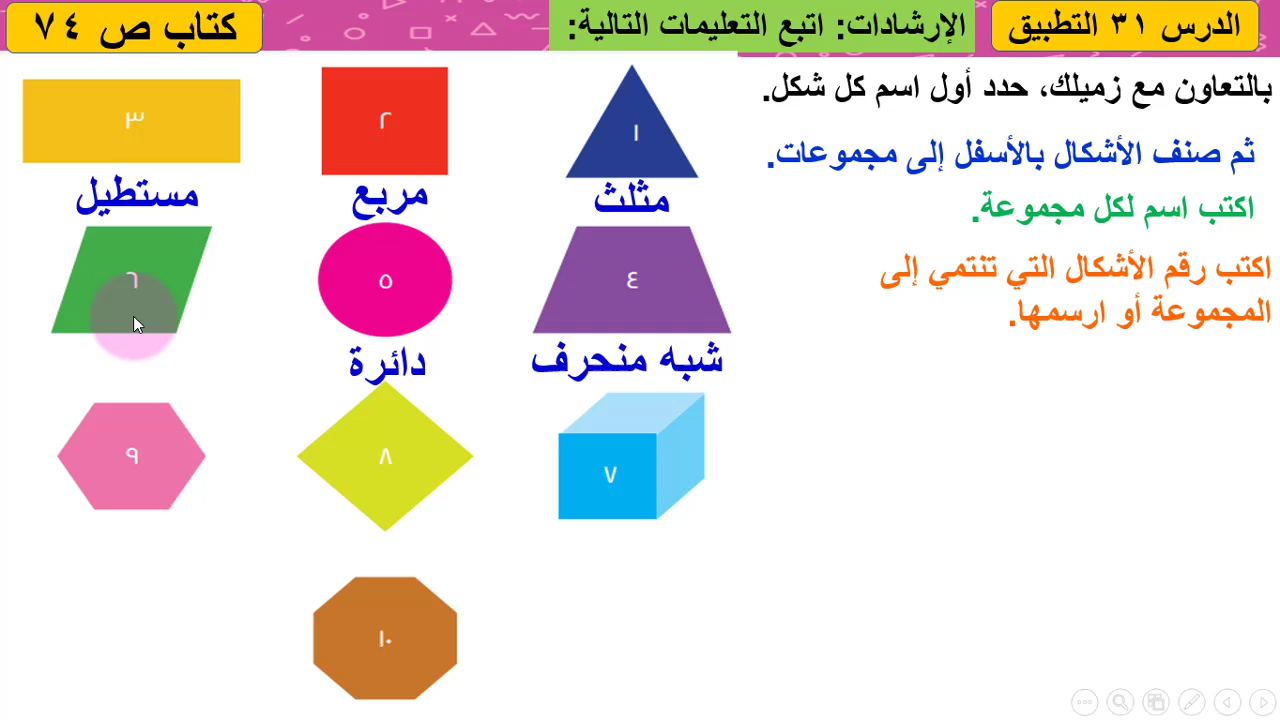 الدرس ٣١ التطبيق
الإرشادات: اتبع التعليمات التالية:
كتاب ص ٧٤
بالتعاون مع زميلك، حدد أول اسم كل شكل.
ثم صنف الأشكال بالأسفل إلى مجموعات.
اكتب اسم لكل مجموعة.
اكتب رقم الأشكال التي تنتمي إلى
المجموعة أو ارسمها.
١
٢
٣
مثلث
مربع
مستطيل
٤
٥
٦
شبه منحرف
دائرة
٧
٨
٩
١٠